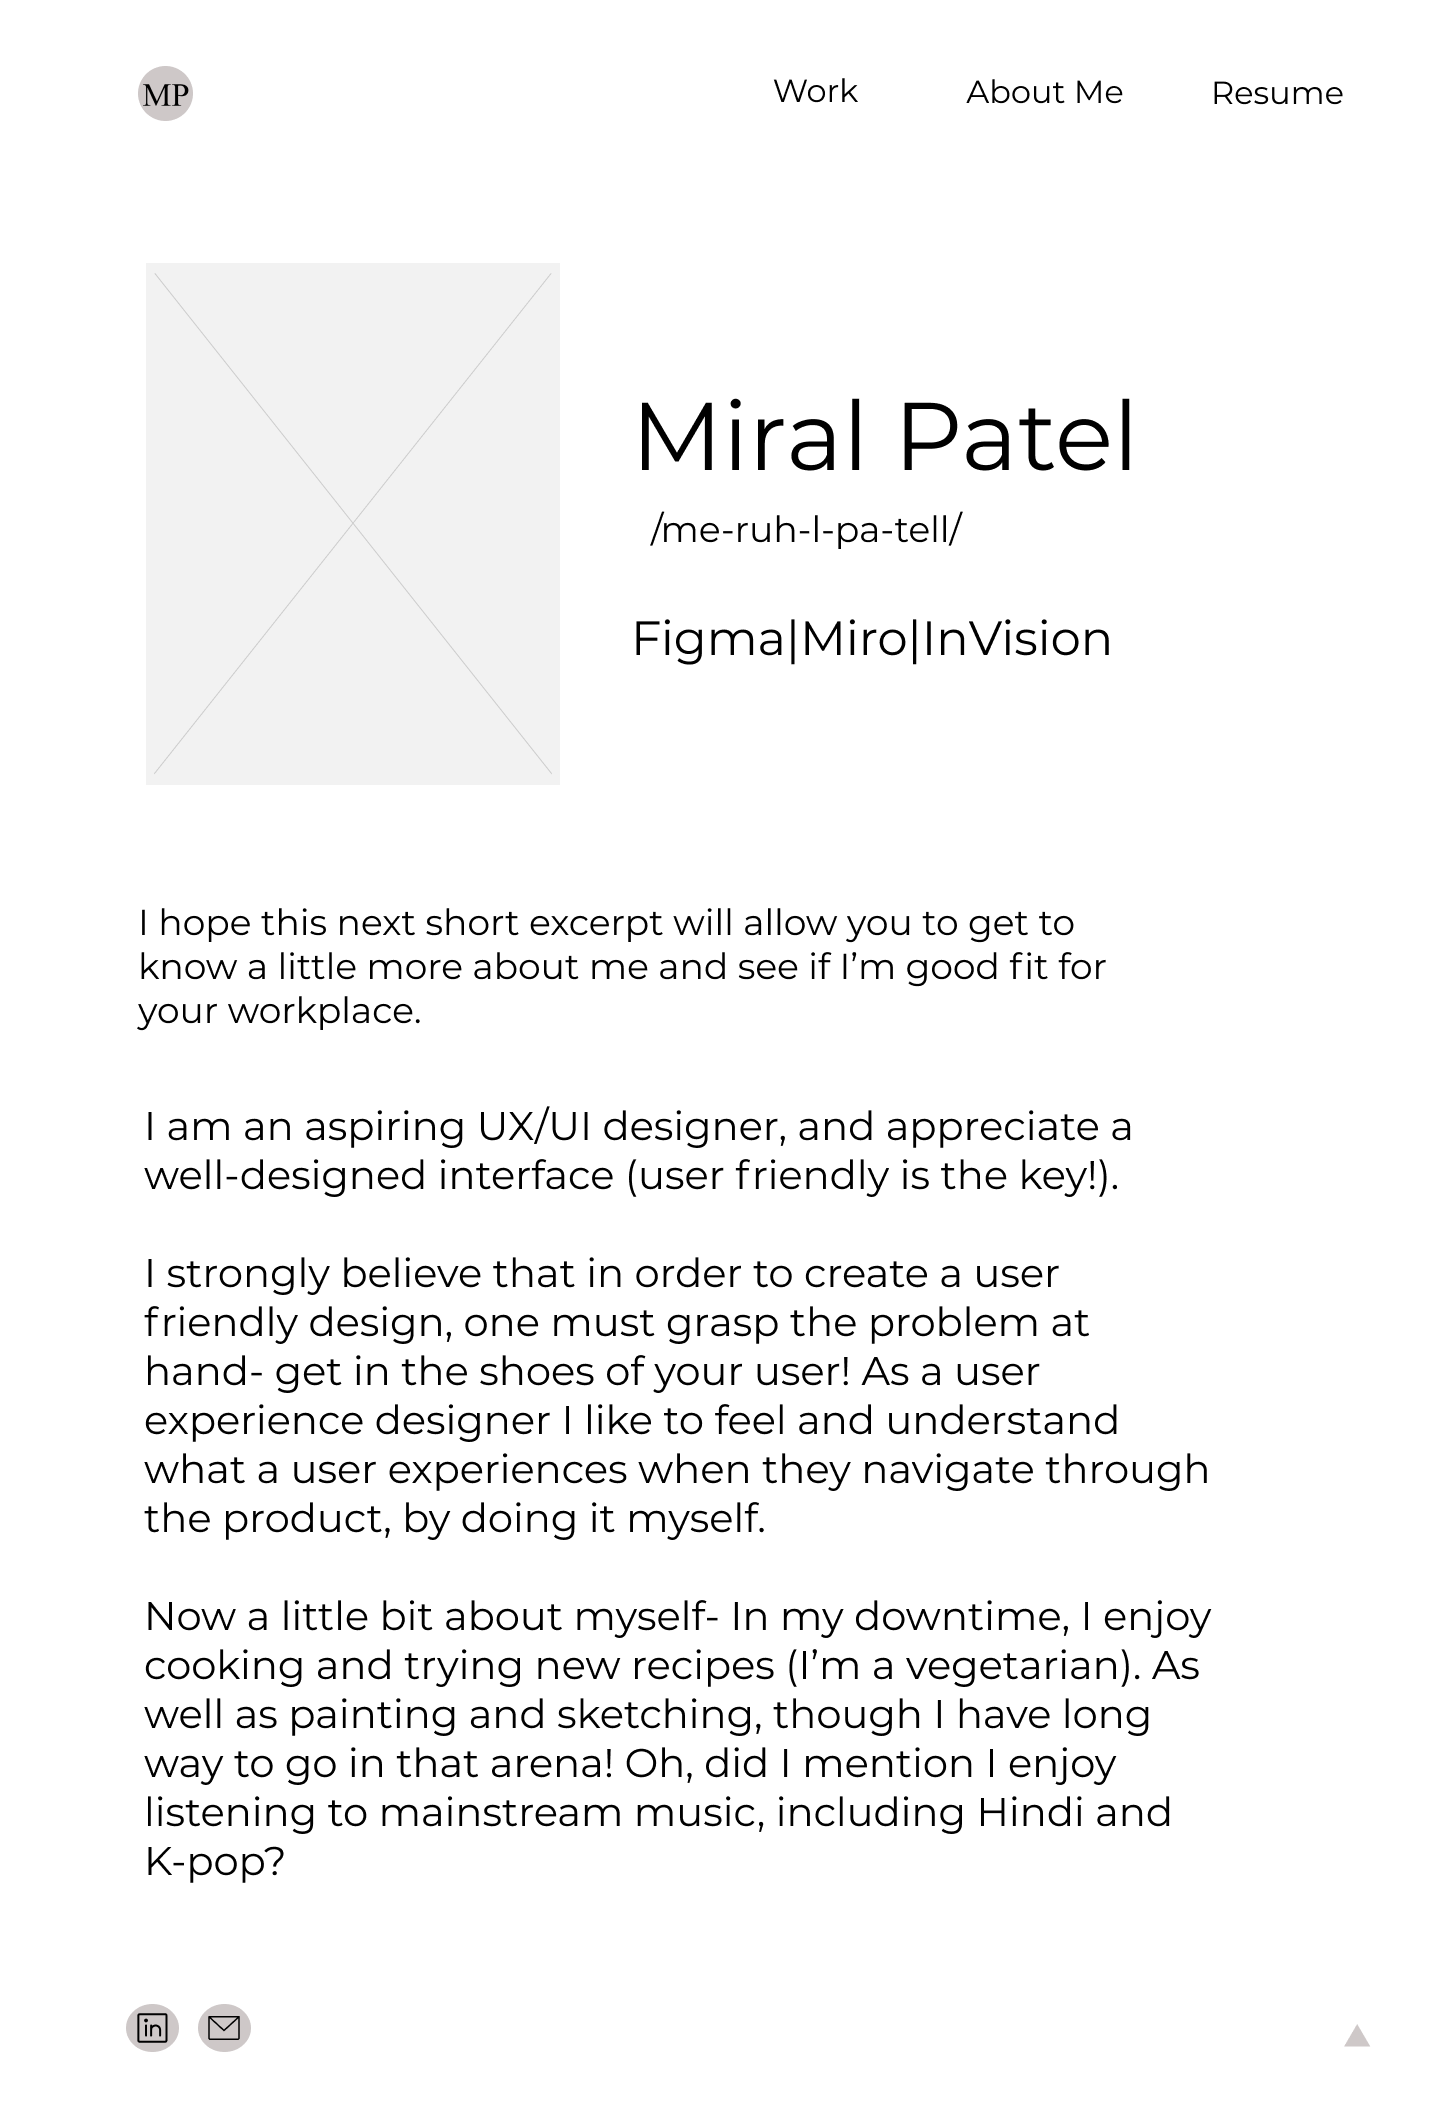 MP
Work About Me Resume
Miral Patel
/me-ruh-l-pa-tell/
Figma|Miro|InVision
I hope this next short excerpt will allow you to get to
know a little more about me and see if I’m good fit for
your workplace.
I am an aspiring UX/UI designer, and appreciate a
well-designed interface (user friendly is the key!).
I strongly believe that in order to create a user
friendly design, one must grasp the problem at
hand- get in the shoes of your user! As a user
experience designer I like to feel and understand
what a user experiences when they navigate through
the product, by doing it myself.
Now a little bit about myself- In my downtime, I enjoy
cooking and trying new recipes (I’m a vegetarian). As
well as painting and sketching, though I have long
way to go in that arena! Oh, did I mention I enjoy
listening to mainstream music, including Hindi and
K-pop?
in